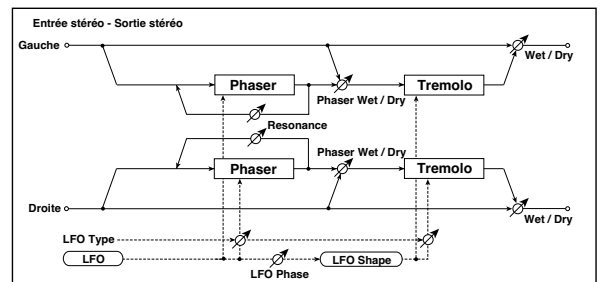 Entrée stéréo - Sortie stéréo
Gauche
Wet / Dry
Phaser
Tremolo
Phaser Wet / Dry
Resonance
Phaser Wet / Dry
Phaser
Tremolo
Droite
Wet / Dry
LFO Type
LFO
LFO Shape
LFO Phase